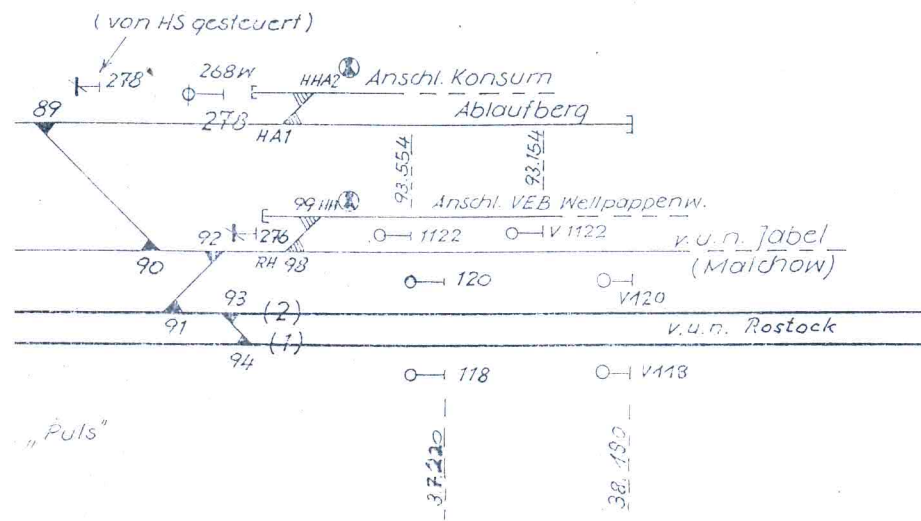 (von HS gesteuert)
278
268W
HHA2
Anschl. Konsum
89
278
HA1
Ablaufberg
93.554
93.154
99
Anschl. VEB Wellpappenw.
92
276
1122
V 1122
v.u.n. Jabel
90
RH 98
(Malchow)
120
V120
93
(2)
91
v.u.n. Rostock
94
(1)
118
V118
„Puls"
37.220
38.190